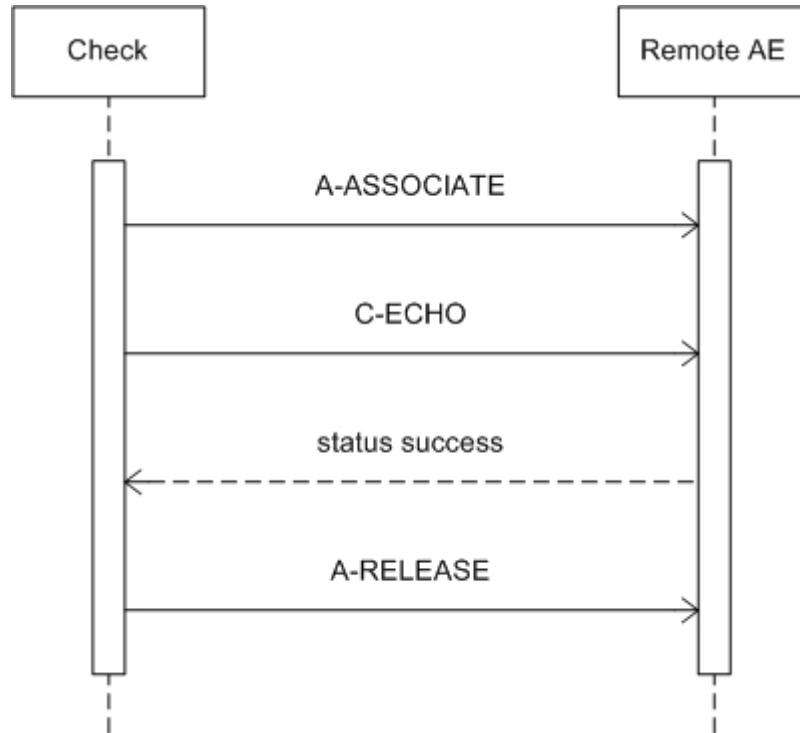 Check
Remote AE
A-ASSOCIATE
C-ECHO
status success
A-RELEASE